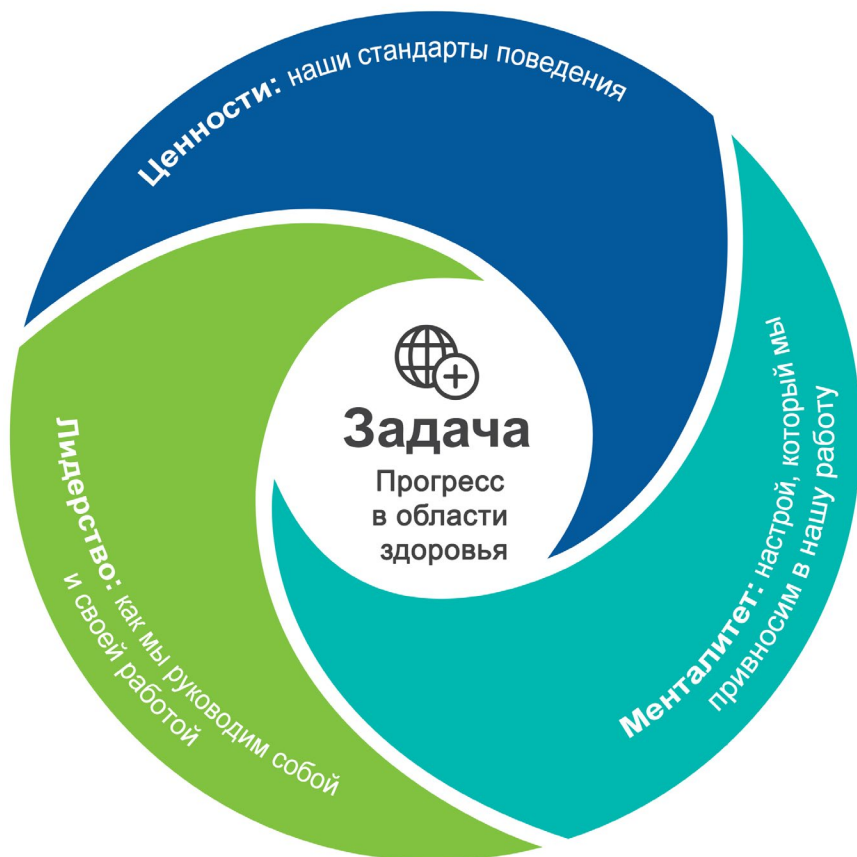 Ценности: наши стандарты поведения
Менталитет: настрой, который мы
привносим в нашу работу
Лидерство: как мы руководим собой
и своей работой
Задача
Прогресс
в области
здоровья